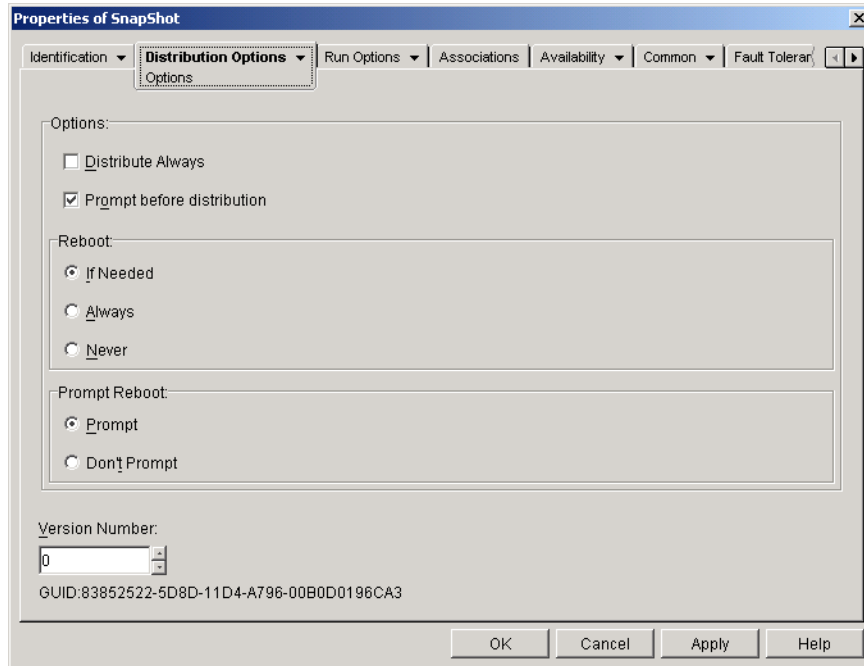 Properties of SnapShot
Identification Distribution Options Run Options Associations Availability Common Fault Toleran
Options
Options:
Distribute Always
Prompt before distribution
Reboot:
If Needed
Always
Never
Prompt Reboot:
Prompt
Don't Prompt
Version Number:
0
GUID:83852522-5D8D-11D4-A796-00B0D0196CA3
OK Cancel Apply Help